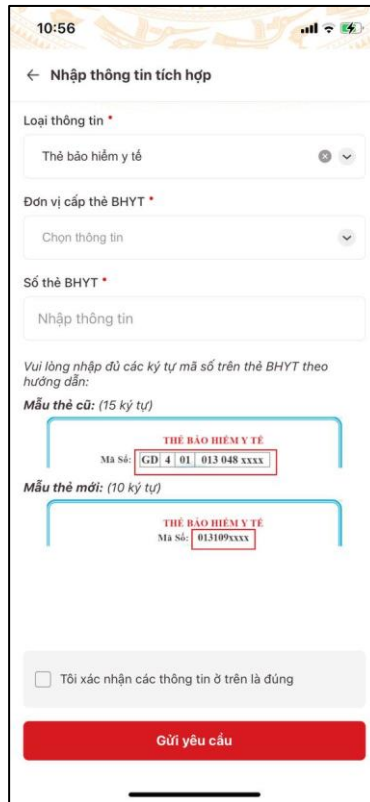 10:56
← Nhập thông tin tích hợp
Loại thông tin *
Thẻ bảo hiểm y tế
Đơn vị cấp thẻ BHYT *
Chọn thông tin
Số thẻ BHYT *
Nhập thông tin
Vui lòng nhập đủ các ký tự mã số trên thẻ BHYT theo
hướng dẫn:
Mẫu thẻ cũ: (15 ký tự)
THẺ BẢO HIỂM Y TẾ
Mã Số: GD 4 01 013 048 xxxx
Mẫu thẻ mới: (10 ký tự)
THẺ BẢO HIỂM Y TẾ
Mã Số: 013109xxxx
Tôi xác nhận các thông tin ở trên là đúng
Gửi yêu cầu